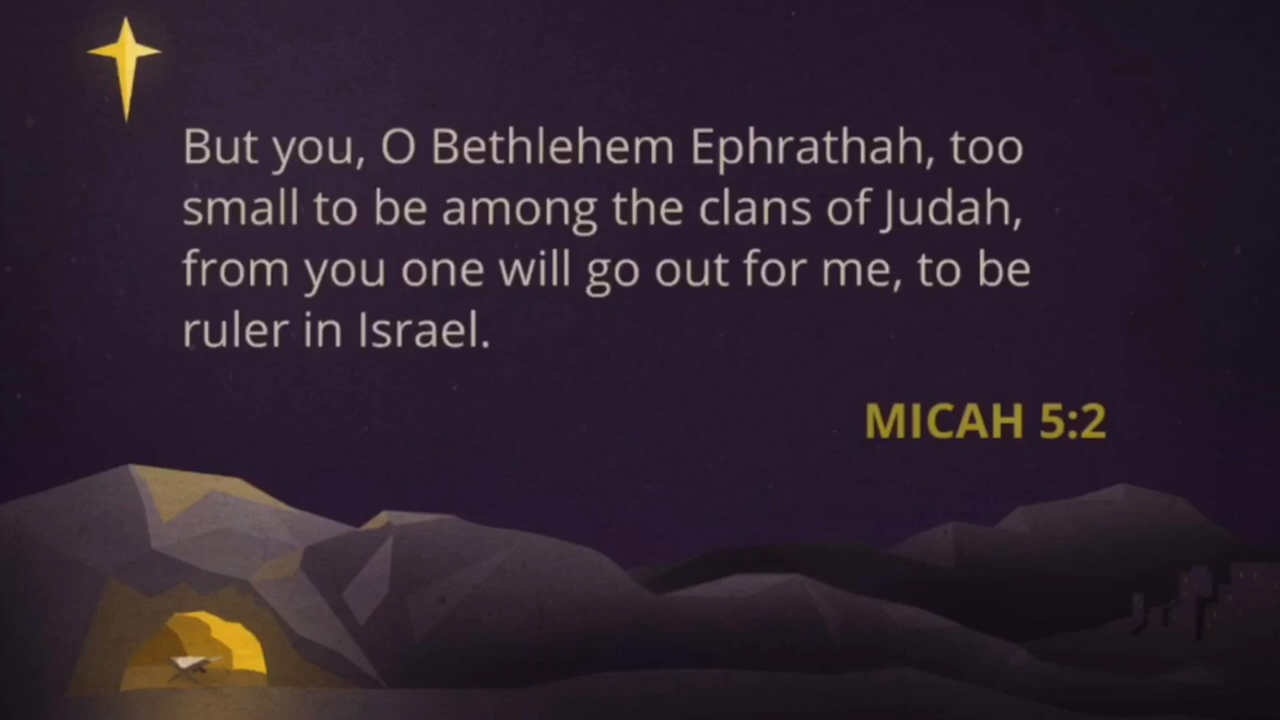 But you, O Bethlehem Ephrathah, too
small to be among the clans of Judah,
from you one will go out for me, to be
ruler in Israel.
MICAH 5:2